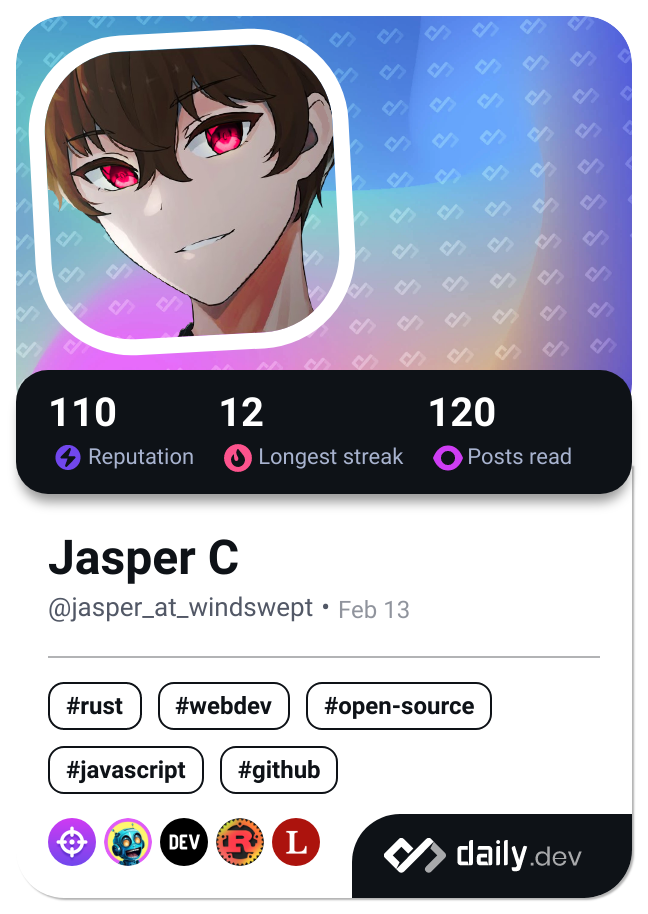 110 12 120
Reputation Longest streak Posts read
Jasper C
@jasper_at_windswept • Feb 13
#rust #webdev #open-source
#javascript #github
DEV R L
daily.dev